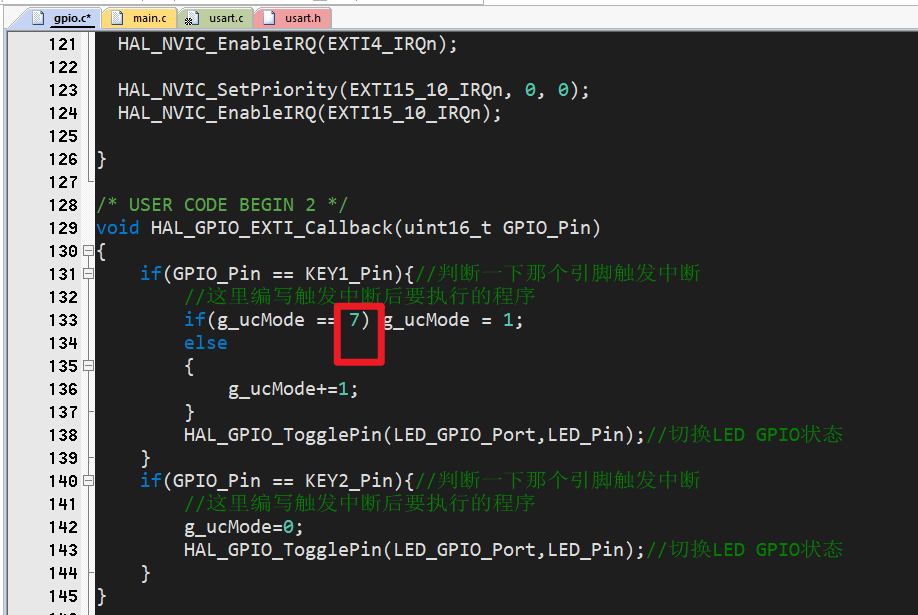 gpio.c* main.c usart.c usart.h
121 HAL_NVIC_EnableIRQ(EXTI4_IRQn);
122
123 HAL_NVIC_SetPriority(EXTI15_10_IRQn, 0, 0);
124 HAL_NVIC_EnableIRQ(EXTI15_10_IRQn);
125
126 }
127
128 /* USER CODE BEGIN 2 */
129 void HAL_GPIO_EXTI_Callback(uint16_t GPIO_Pin)
130 {
131 if(GPIO_Pin == KEY1_Pin){//判断一下那个引脚触发中断
132 //这里编写触发中断后要执行的程序
133 if(g_ucMode == 7) g_ucMode = 1;
134 else
135 {
136 g_ucMode+=1;
137 }
138 HAL_GPIO_TogglePin(LED_GPIO_Port,LED_Pin);//切换LED GPIO状态
139 }
140 if(GPIO_Pin == KEY2_Pin){//判断一下那个引脚触发中断
141 //这里编写触发中断后要执行的程序
142 g_ucMode=0;
143 HAL_GPIO_TogglePin(LED_GPIO_Port,LED_Pin);//切换LED GPIO状态
144 }
145 }